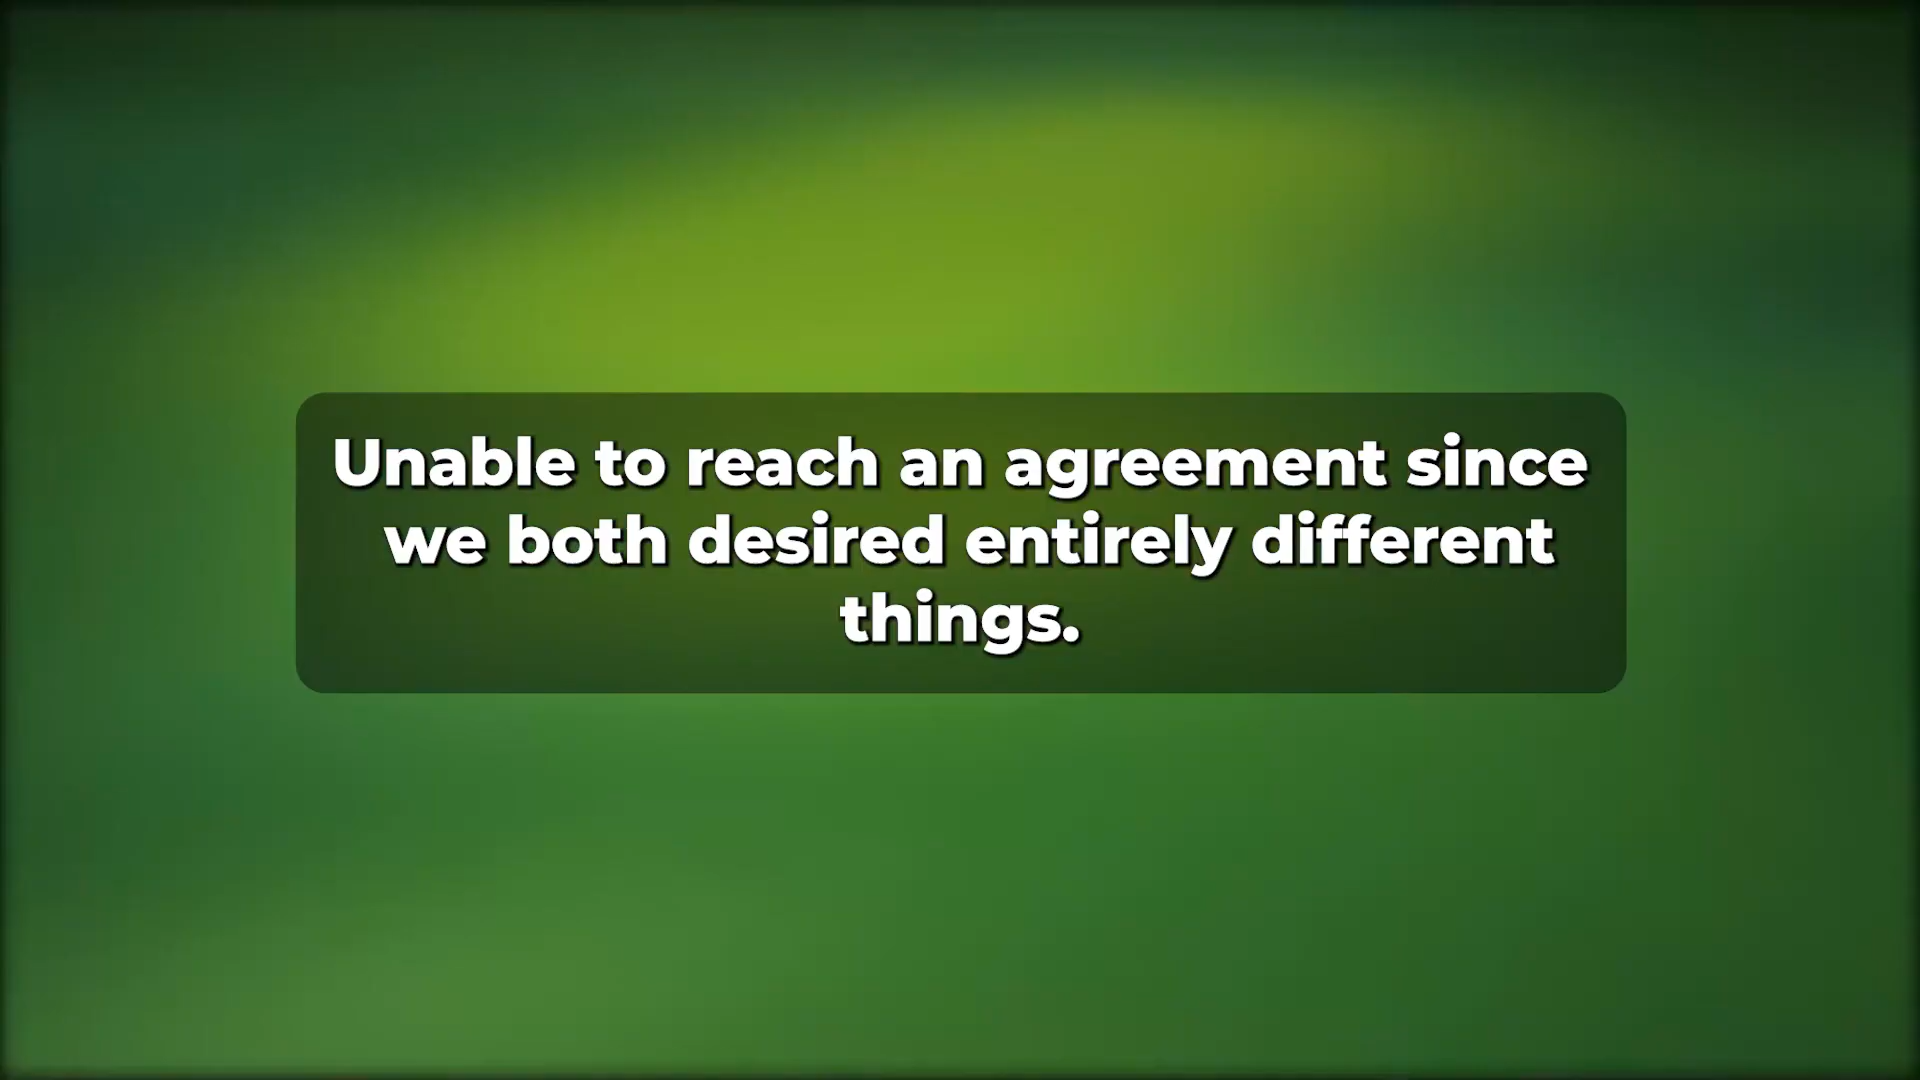 Unable to reach an agreement since
we both desired entirely different
things.